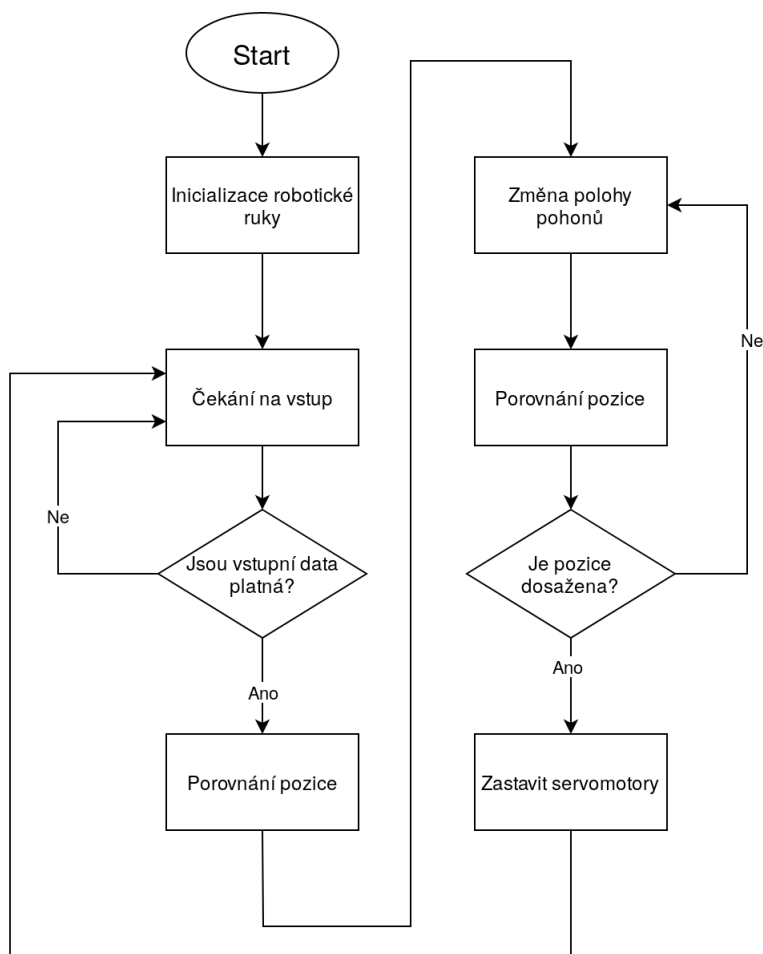 Start
Inicializace robotické
ruky
Čekání na vstup
Ne
Jsou vstupní data
platná?
Ano
Porovnání pozice
Změna polohy
pohonů
Ne
Porovnání pozice
Je pozice
dosažena?
Ano
Zastavit servomotory